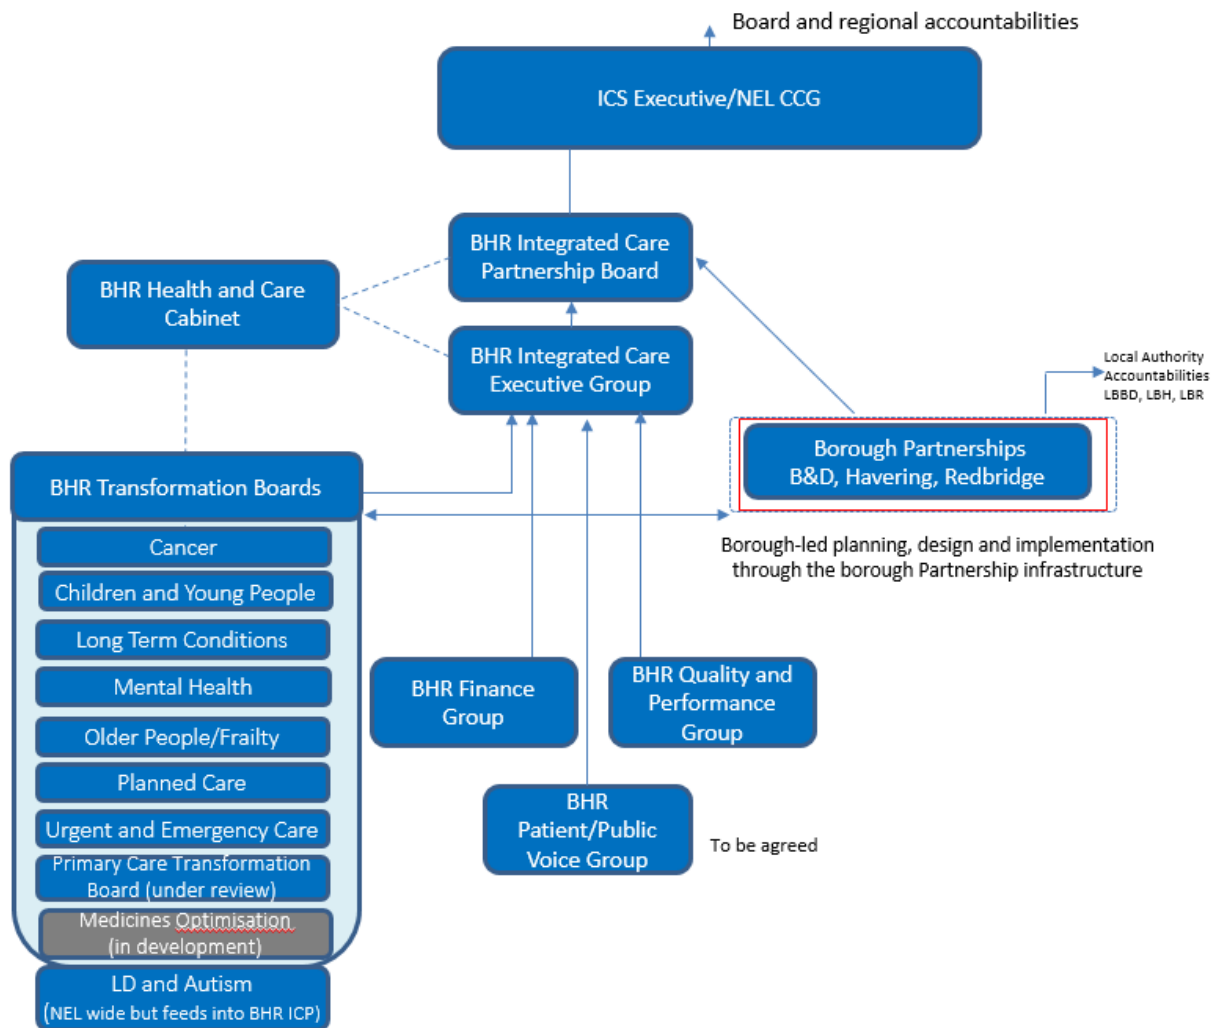 Board and regional accountabilities
ICS Executive/NEL CCG
BHR Integrated Care
Partnership Board
BHR Health and Care
Cabinet
BHR Integrated Care
Executive Group
Local Authority
Accountabilities
LBBD, LBH, LBR
Borough Partnerships
B&D, Havering, Redbridge
BHR Transformation Boards
Borough-led planning, design and implementation
through the borough Partnership infrastructure
Cancer
Children and Young People
Long Term Conditions
Mental Health
Older People/Frailty
Planned Care
Urgent and Emergency Care
Primary Care Transformation
Board (under review)
Medicines Optimisation
(in development)
LD and Autism
(NEL wide but feeds into BHR ICP)
BHR Finance
Group
BHR Quality and
Performance
Group
BHR
Patient/Public
Voice Group
To be agreed